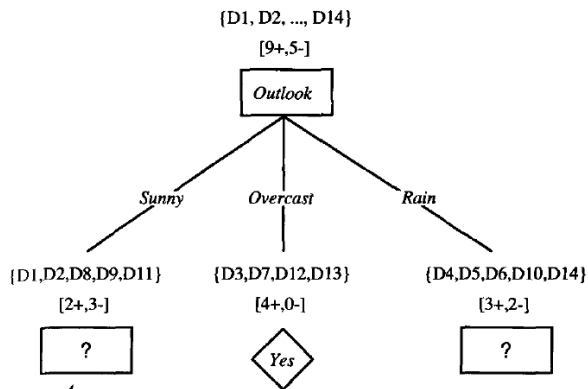 {D1, D2, ..., D14}
[9+,5-]
Outlook
Sunny
Overcast
Rain
{D1,D2,D8,D9,D11}
{D3,D7,D12,D13}
{D4,D5,D6,D10,D14}
[2+,3-]
[4+,0-]
[3+,2-]
?
Yes
?